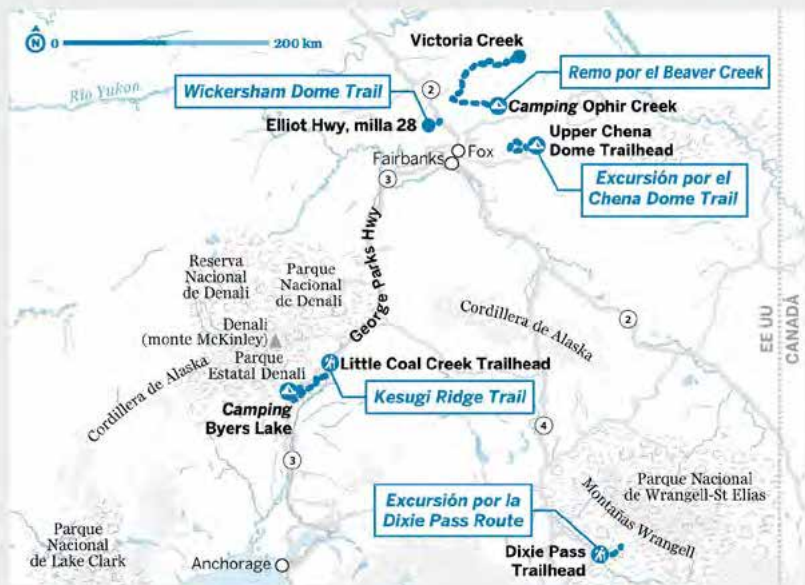 N 0 200 km
Victoria Creek
Río Yukon
Wickersham Dome Trail
2
Remo por el Beaver Creek
Camping Ophir Creek
Elliot Hwy, milla 28
Upper Chena
Dome Trailhead
Fox
Fairbanks
3
Excursión por el
Chena Dome Trail
George Parks Hwy
Reserva
Nacional
de Denali
Parque
Nacional
de Denali
Denali
(monte McKinley)
Parque
Estatal Denali
Cordillera de Alaska
Cordillera de Alaska
2
EE UU
CANADÁ
Little Coal Creek Trailhead
Kesugi Ridge Trail
Camping
Byers Lake
3
4
Parque Nacional
de Wrangell-St Elias
Montañas Wrangell
Excursión por la
Dixie Pass Route
Dixie Pass
Trailhead
Parque
Nacional
de Lake Clark
Anchorage